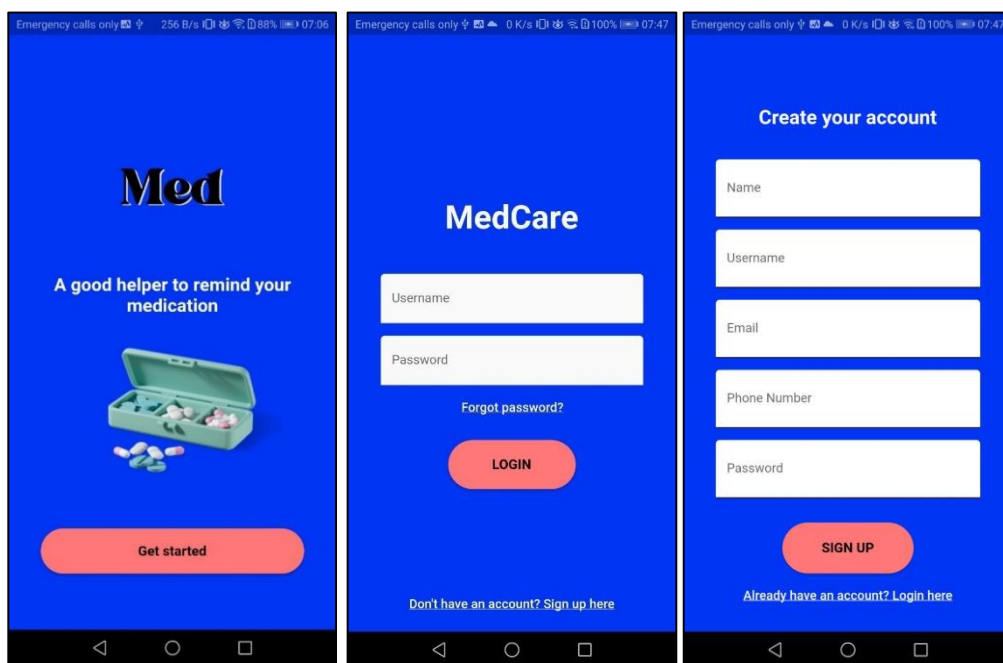 Emergency calls only 256 B/s 88% 07:06
Med
A good helper to remind your
medication
Get started
Emergency calls only 0 K/s 100% 07:47
MedCare
Username
Password
Forgot password?
LOGIN
Don't have an account? Sign up here
Emergency calls only 0 K/s 100% 07:47
Create your account
Name
Username
Email
Phone Number
Password
SIGN UP
Already have an account? Login here